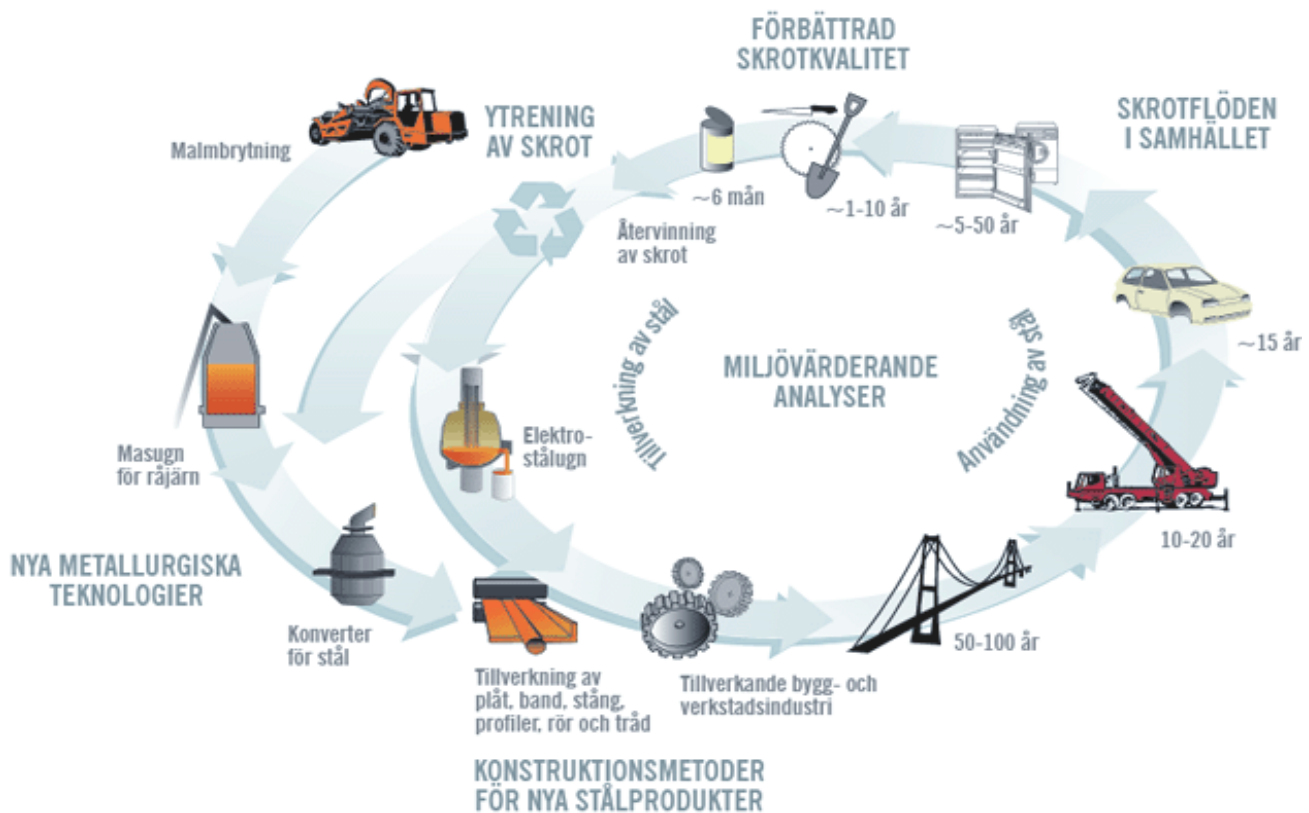 FÖRBÄTTRAD
SKROTKVALITET
YTRENING
AV SKROT
SKROTFLÖDEN
I SAMHÄLLET
Malmbrytning
~6 mån
~1-10 år
~5-50 år
Återvinning
av skrot
~15 år
Tillverkning av stål
MILJÖVÄRDERANDE
ANALYSER
Användning av stål
Masugn
för råjärn
Elektro-
stålugn
10-20 år
NYA METALLURGISKA
TEKNOLOGIER
Konverter
för stål
50-100 år
Tillverkning av
plåt, band, stång,
profiler, rör och tråd
Tillverkande bygg- och
verkstadsindustri
KONSTRUKTIONSMETODER
FÖR NYA STÅLPRODUKTER